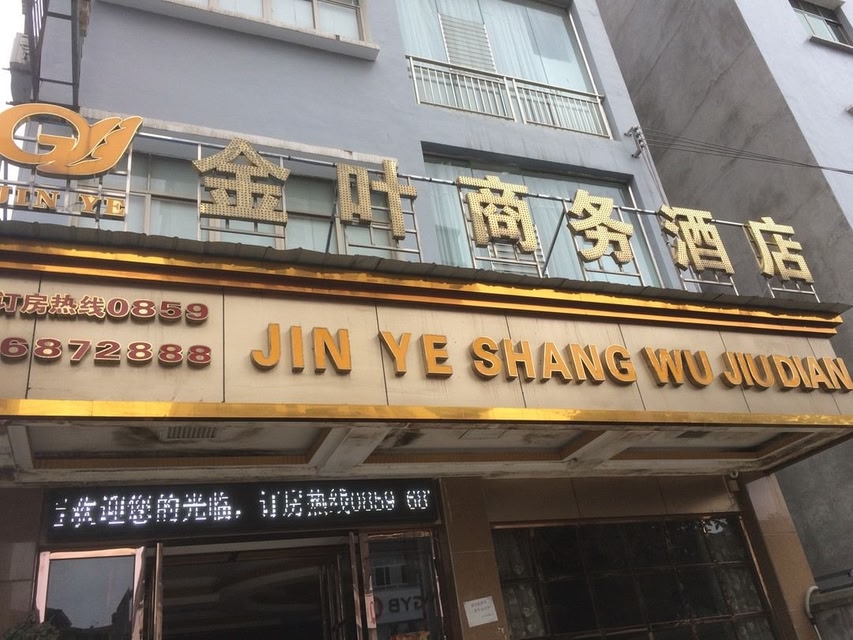 JIN YE
金叶商务酒店
订房热线0859
6872888
JIN YE SHANG WU JIUDIAN
欢迎您的光临，订房热线0859 68
GYB